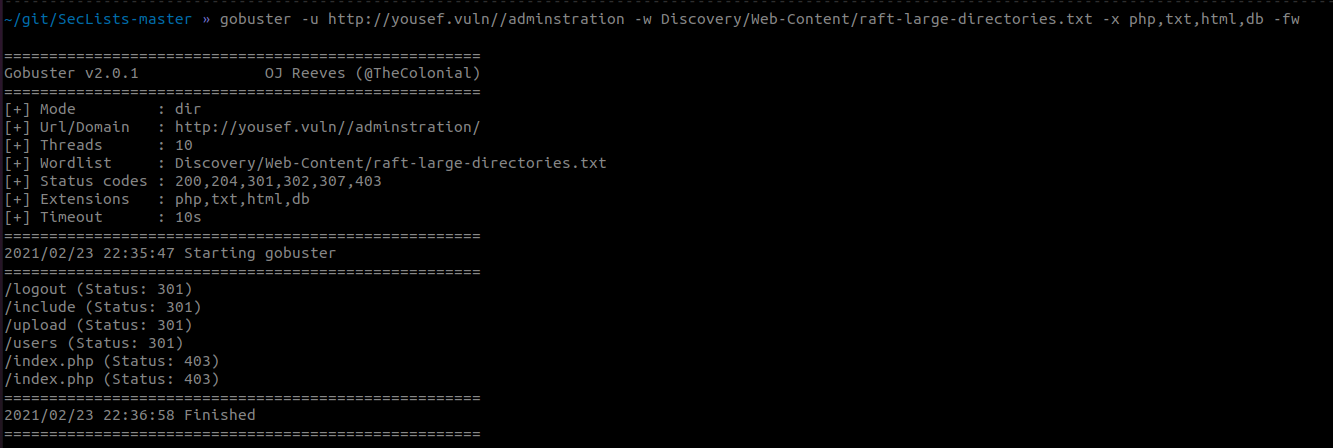 ~/git/SecLists-master » gobuster -u http://yousef.vuln//adminstration -w Discovery/Web-Content/raft-large-directories.txt -x php,txt,html,db -fw
=====================================================
Gobuster v2.0.1              OJ Reeves (@TheColonial)
=====================================================
[+] Mode         : dir
[+] Url/Domain   : http://yousef.vuln//adminstration/
[+] Threads      : 10
[+] Wordlist     : Discovery/Web-Content/raft-large-directories.txt
[+] Status codes : 200,204,301,302,307,403
[+] Extensions   : php,txt,html,db
[+] Timeout      : 10s
=====================================================
2021/02/23 22:35:47 Starting gobuster
=====================================================
/logout (Status: 301)
/include (Status: 301)
/upload (Status: 301)
/users (Status: 301)
/index.php (Status: 403)
/index.php (Status: 403)
=====================================================
2021/02/23 22:36:58 Finished
=====================================================